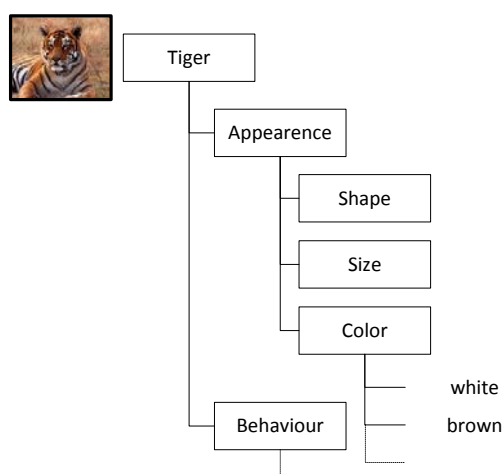 Tiger
Appearence
Shape
Size
Color
white
brown
Behaviour